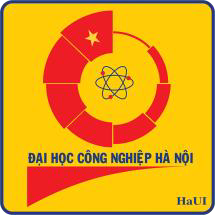 ĐẠI HỌC CÔNG NGHIỆP HÀ NỘI
HaUI